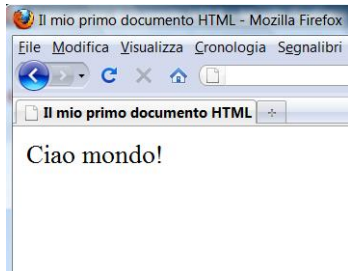 Il mio primo documento HTML - Mozilla Firefox
File Modifica Visualizza Cronologia Segnalibri
Il mio primo documento HTML
Ciao mondo!